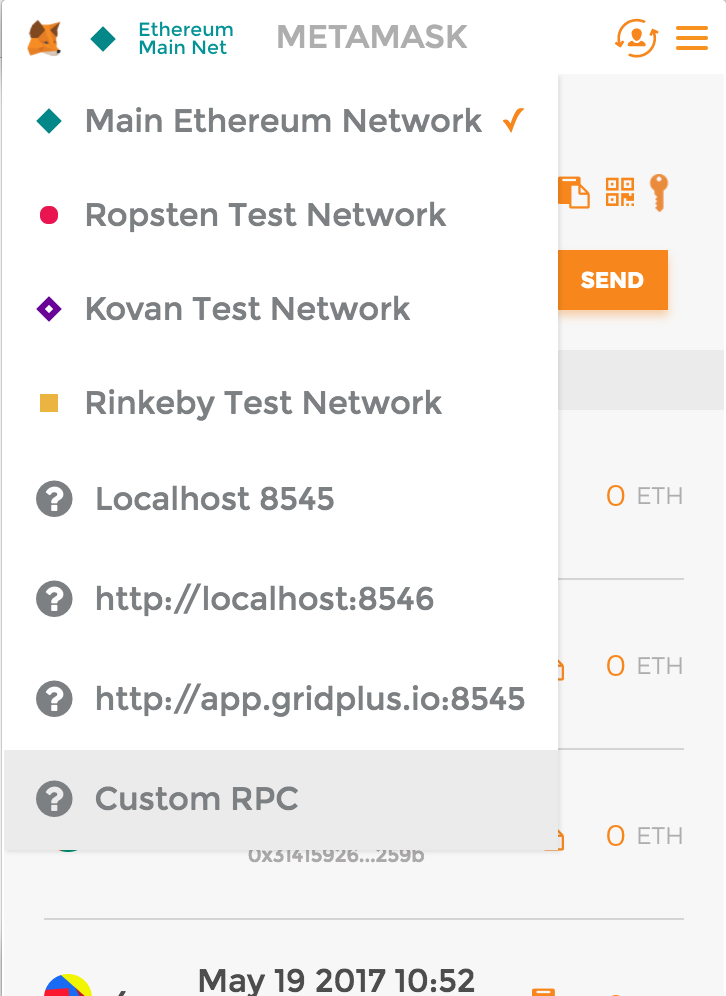 Ethereum
Main Net
METAMASK
Main Ethereum Network
Ropsten Test Network
SEND
Kovan Test Network
Rinkeby Test Network
Localhost 8545
0 ETH
http://localhost:8546
0 ETH
http://app.gridplus.io:8545
Custom RPC
0 ETH
0x31415926...259b
May 19 2017 10:52